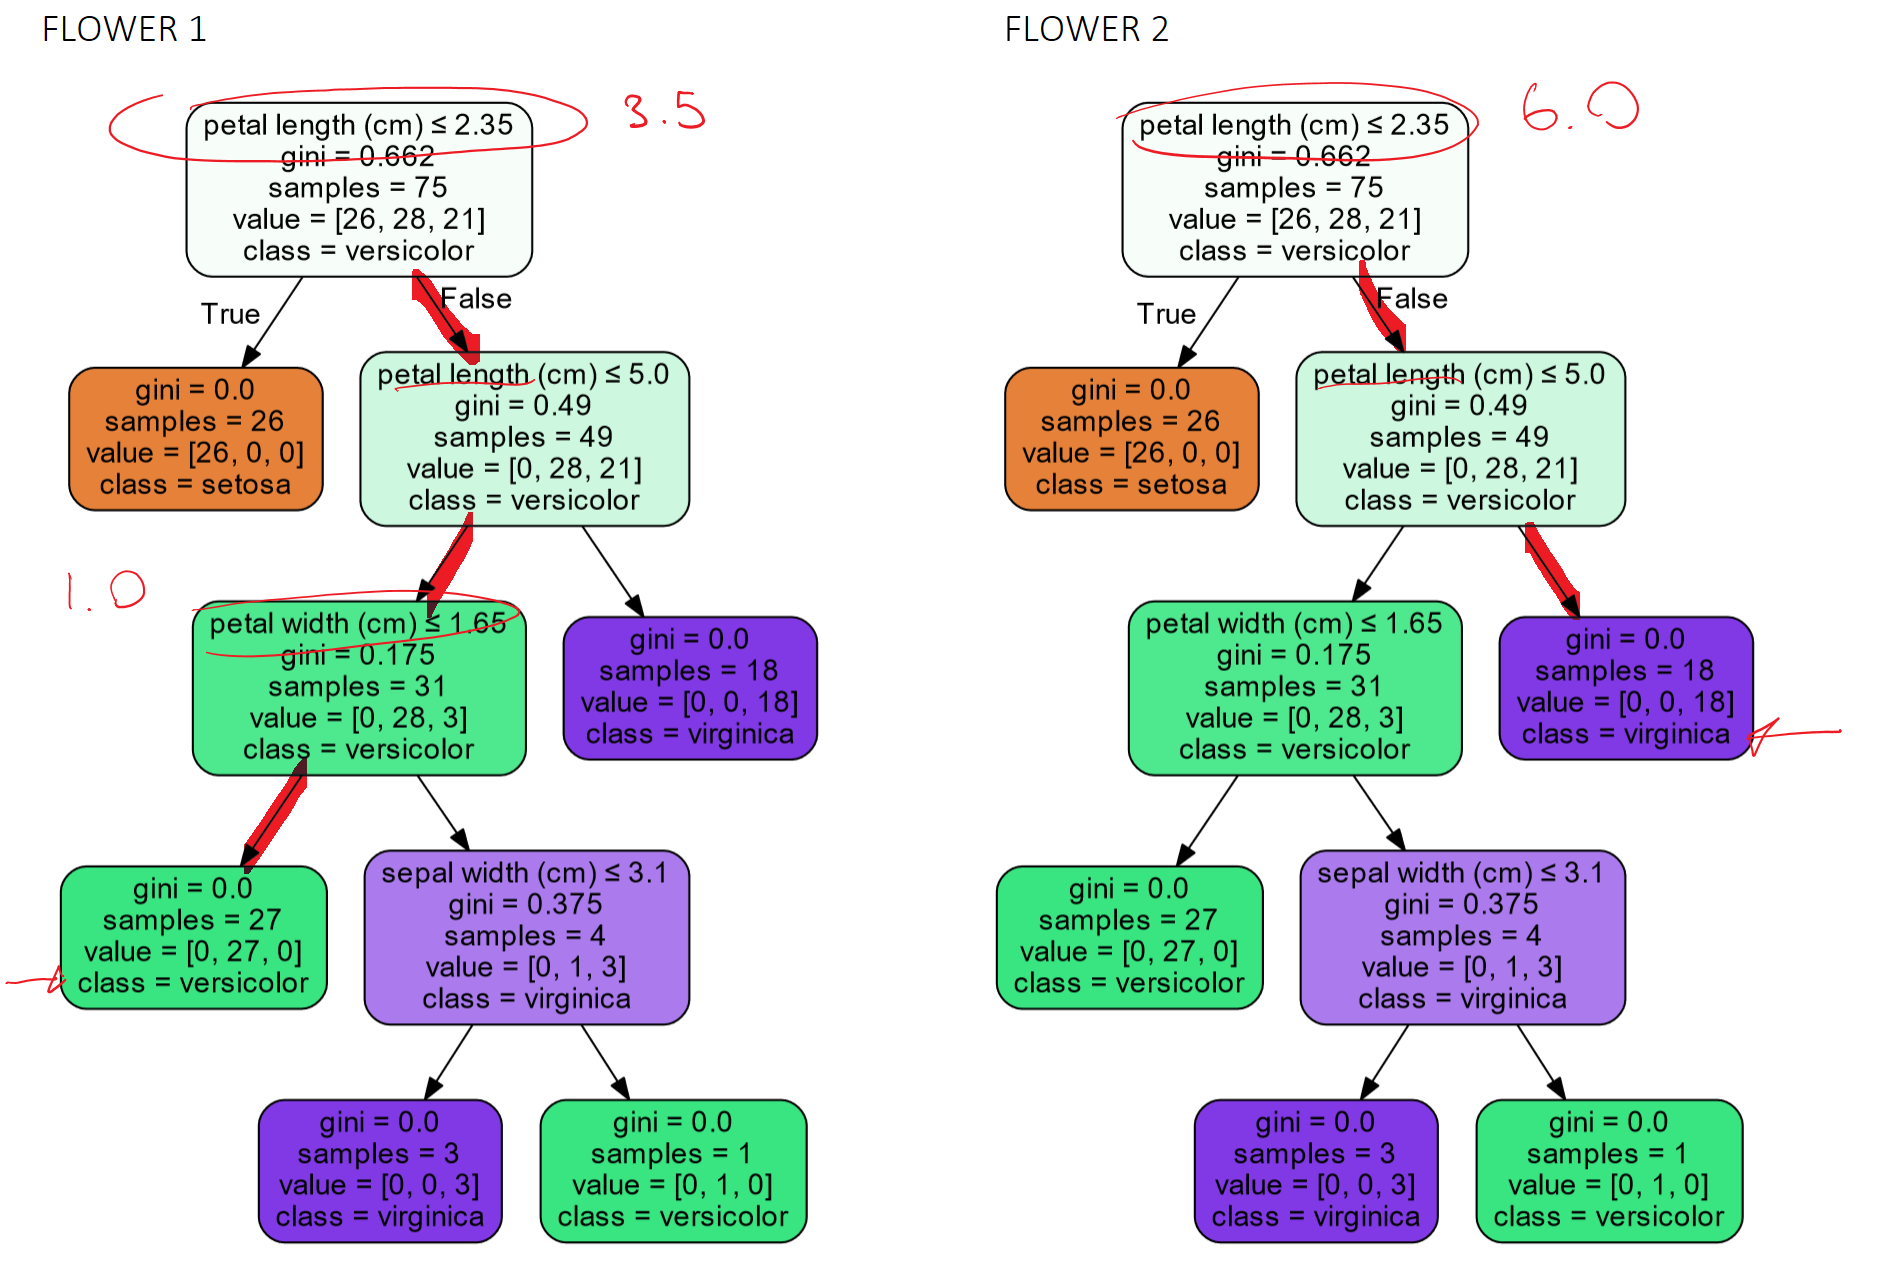 FLOWER 1
3.5
petal length (cm) ≤ 2.35
gini = 0.662
samples = 75
value = [26, 28, 21]
class = versicolor
True
False
gini = 0.0
samples = 26
value = [26, 0, 0]
class = setosa
petal length (cm) ≤ 5.0
gini = 0.49
samples = 49
value = [0, 28, 21]
class = versicolor
1.0
petal width (cm) ≤ 1.65
gini = 0.175
samples = 31
value = [0, 28, 3]
class = versicolor
gini = 0.0
samples = 18
value = [0, 0, 18]
class = virginica
gini = 0.0
samples = 27
value = [0, 27, 0]
class = versicolor
sepal width (cm) ≤ 3.1
gini = 0.375
samples = 4
value = [0, 1, 3]
class = virginica
gini = 0.0
samples = 3
value = [0, 0, 3]
class = virginica
gini = 0.0
samples = 1
value = [0, 1, 0]
class = versicolor
FLOWER 2
6.0
petal length (cm) ≤ 2.35
gini = 0.662
samples = 75
value = [26, 28, 21]
class = versicolor
True
False
gini = 0.0
samples = 26
value = [26, 0, 0]
class = setosa
petal length (cm) ≤ 5.0
gini = 0.49
samples = 49
value = [0, 28, 21]
class = versicolor
petal width (cm) ≤ 1.65
gini = 0.175
samples = 31
value = [0, 28, 3]
class = versicolor
gini = 0.0
samples = 18
value = [0, 0, 18]
class = virginica
gini = 0.0
samples = 27
value = [0, 27, 0]
class = versicolor
sepal width (cm) ≤ 3.1
gini = 0.375
samples = 4
value = [0, 1, 3]
class = virginica
gini = 0.0
samples = 3
value = [0, 0, 3]
class = virginica
gini = 0.0
samples = 1
value = [0, 1, 0]
class = versicolor